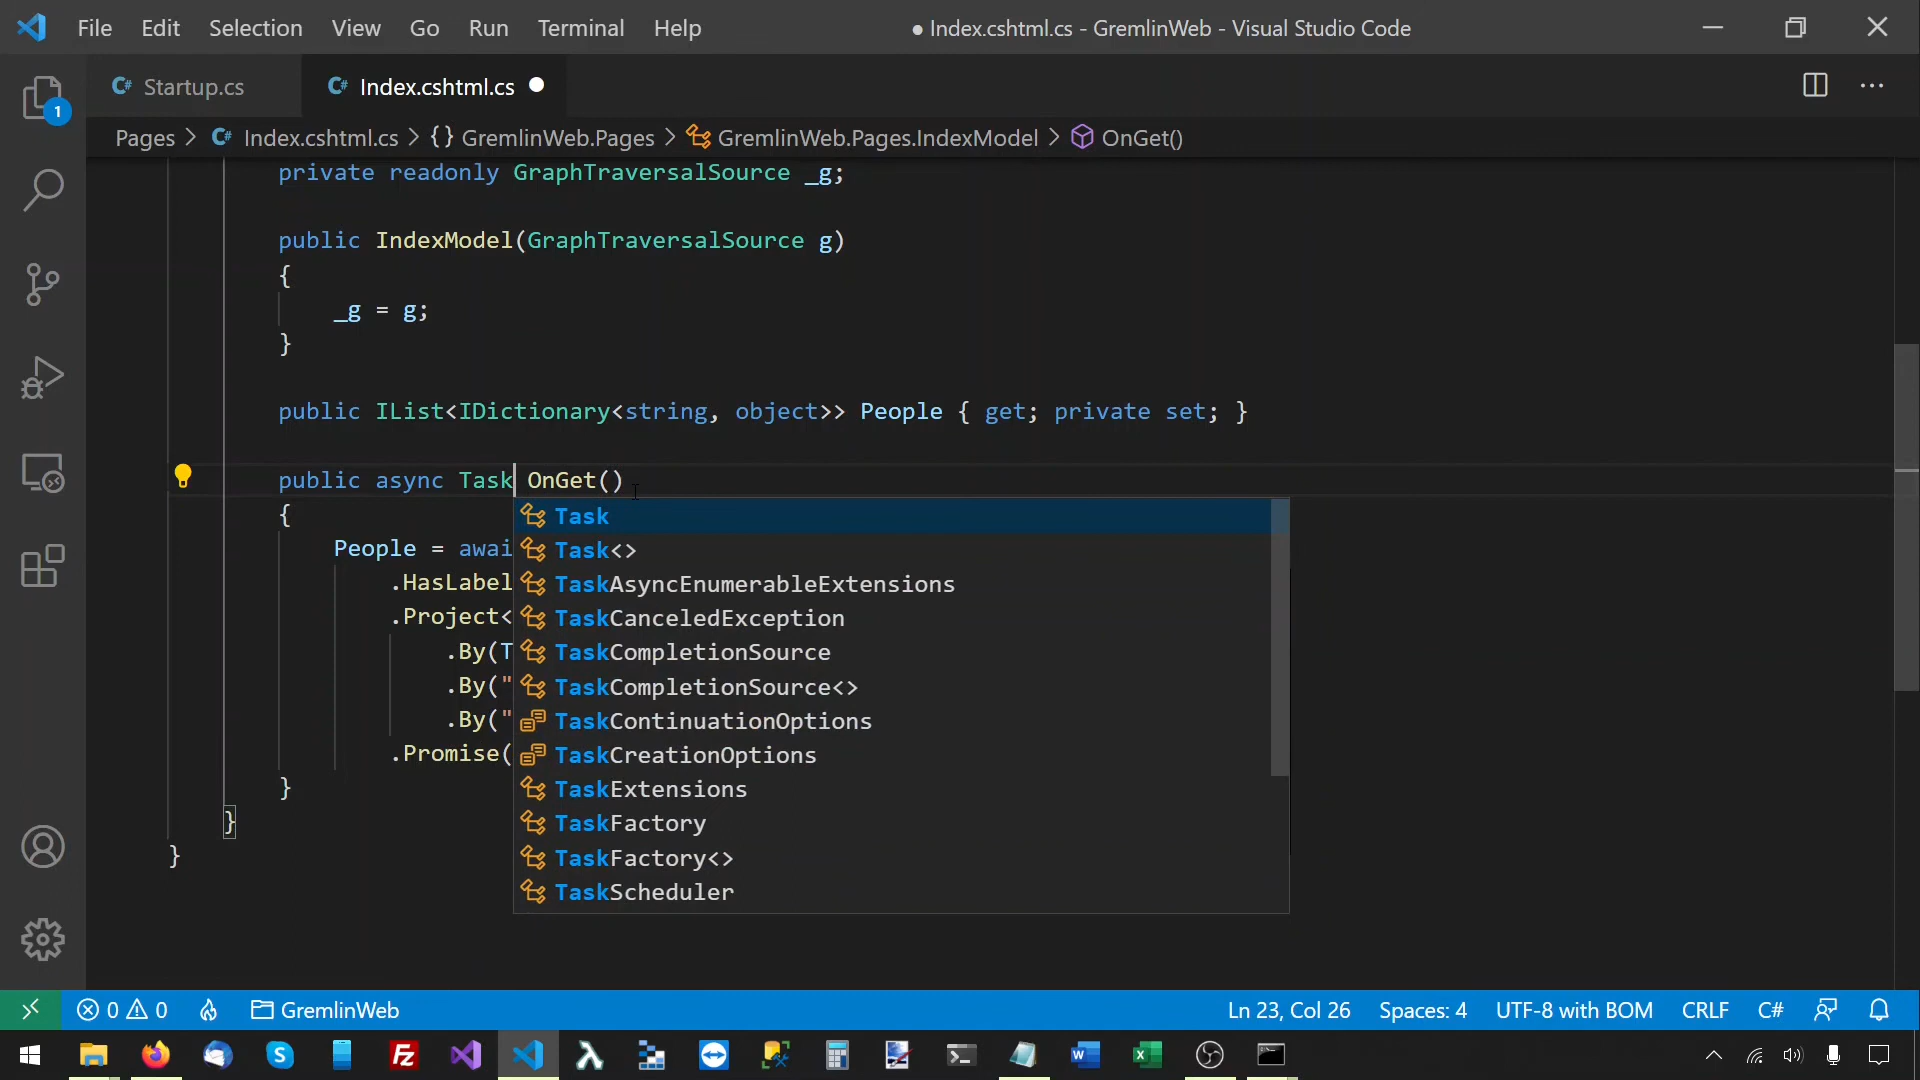 File Edit Selection View Go Run Terminal Help ● Index.cshtml.cs - GremlinWeb - Visual Studio Code
C# Startup.cs C# Index.cshtml.cs ●
1
Pages > C# Index.cshtml.cs > {} GremlinWeb.Pages > GremlinWeb.Pages.IndexModel > OnGet()
private readonly GraphTraversalSource _g;
public IndexModel(GraphTraversalSource g)
{
_g = g;
}
public IList<IDictionary<string, object>> People { get; private set; }
public async Task OnGet()
{
People = awai
.HasLabel
.Project<
.By(T
.By("
.By("
.Promise(
}
}
}
Task
Task<>
TaskAsyncEnumerableExtensions
TaskCanceledException
TaskCompletionSource
TaskCompletionSource<>
TaskContinuationOptions
TaskCreationOptions
TaskExtensions
TaskFactory
TaskFactory<>
TaskScheduler
0 0 GremlinWeb Ln 23, Col 26 Spaces: 4 UTF-8 with BOM CRLF C#